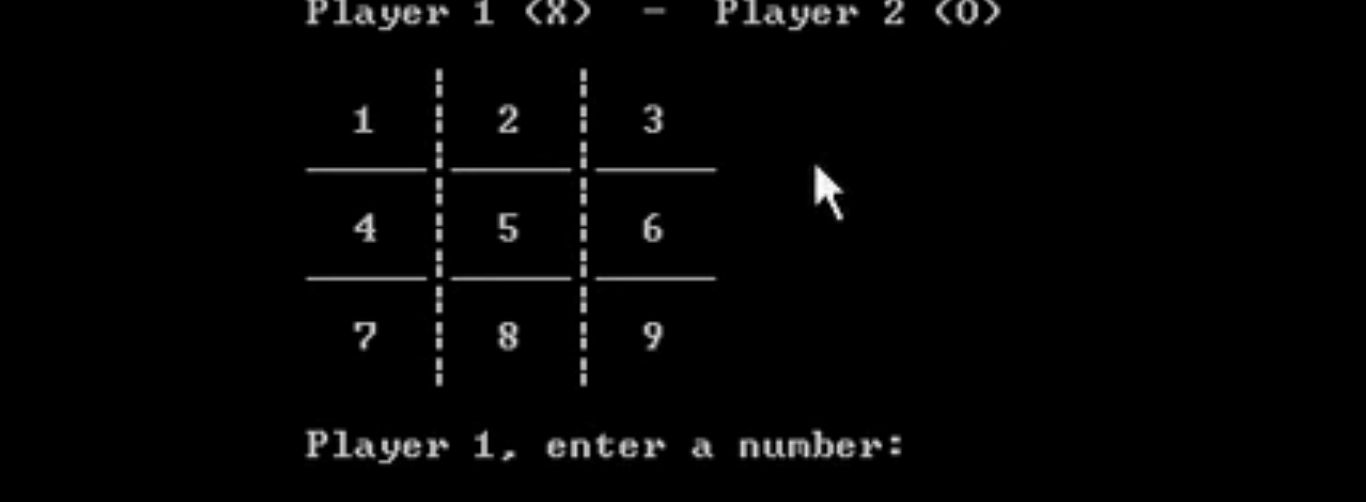 Player 1 (X) - Player 2 (O)
1 2 3
4 5 6
7 8 9
Player 1, enter a number: